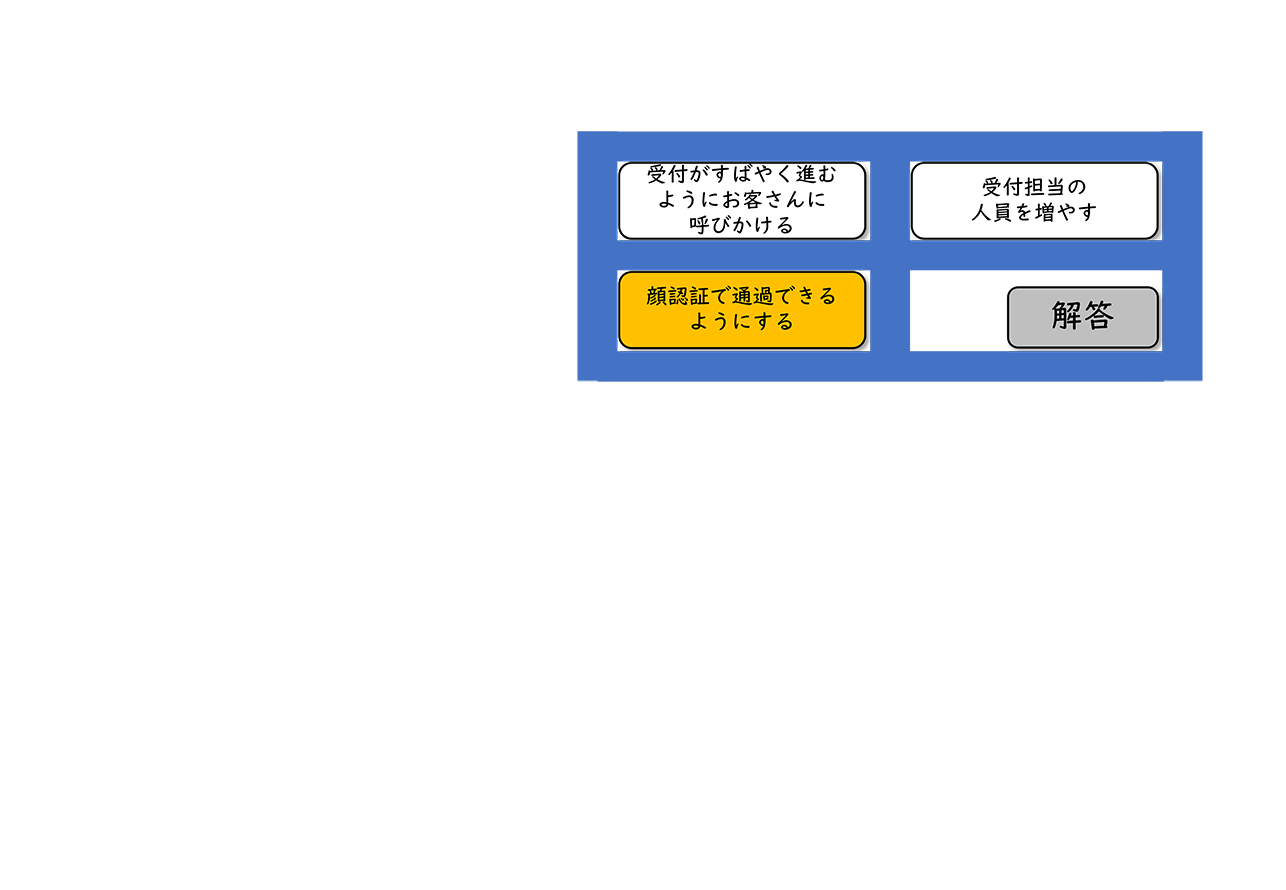 受付がすばやく進む
ようにお客さんに
呼びかける
受付担当の
人員を増やす
顔認証で通過できる
ようにする
解答